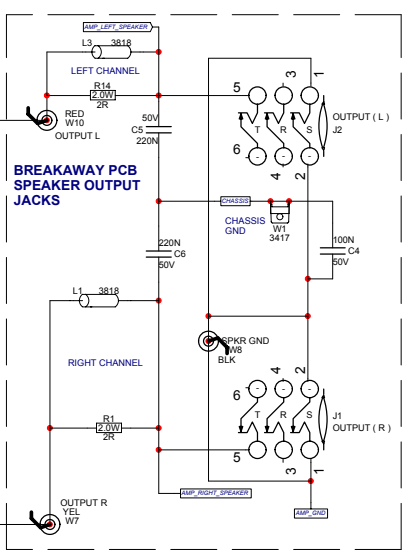 AMP_LEFT_SPEAKER
L3 3818
LEFT CHANNEL
R14
2.0W
2R
RED
W10
OUTPUT L
50V
C5
220N
5 3 1
T R S
OUTPUT ( L )
J2
6 4 2
BREAKAWAY PCB
SPEAKER OUTPUT
JACKS
CHASSIS
CHASSIS
GND
W1
3417
220N
C6
50V
100N
C4
50V
L1 3818
SPKR GND
W8
BLK
RIGHT CHANNEL
6 4 2
T R S
J1
OUTPUT ( R )
5 3 1
R1
2.0W
2R
OUTPUT R
YEL
W7
AMP_RIGHT_SPEAKER
AMP_GND